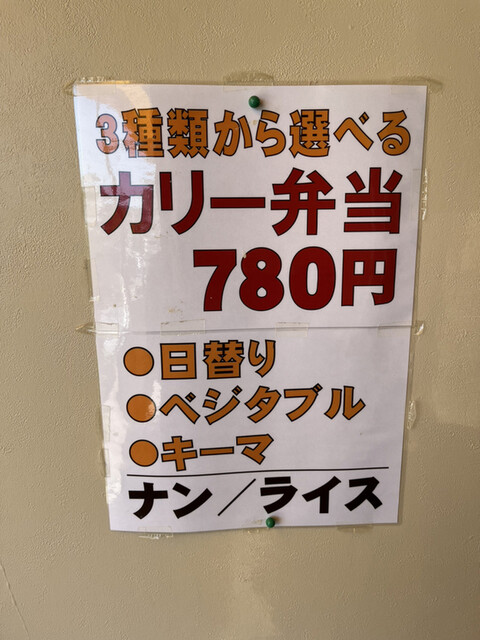 3種類から選べる
カリー弁当
780円
●日替り
●ベジタブル
●キーマ
ナン／ライス